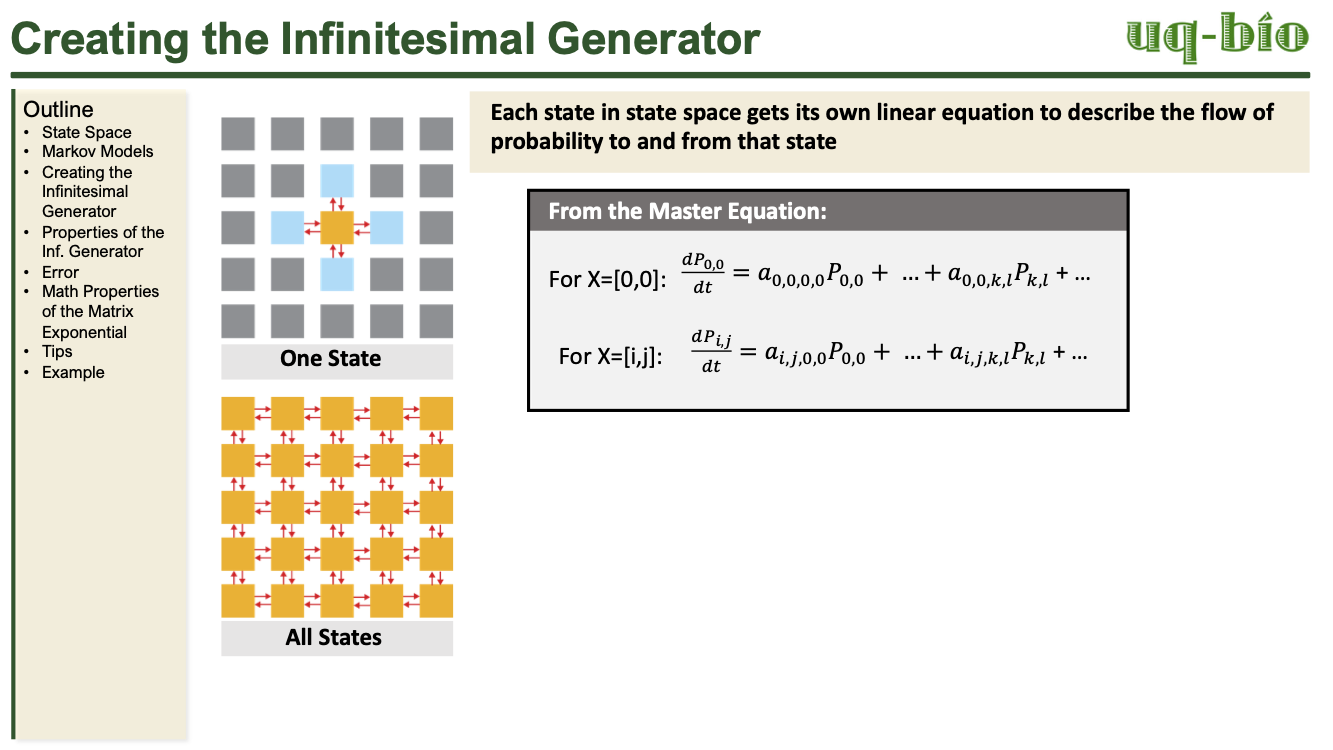 Creating the Infinitesimal Generator
uq-bío
Outline
• State Space
• Markov Models
• Creating the
Infinitesimal
Generator
• Properties of the
Inf. Generator
• Error
• Math Properties
of the Matrix
Exponential
• Tips
• Example
One State
All States
Each state in state space gets its own linear equation to describe the flow of
probability to and from that state
From the Master Equation:
For X=[0,0]: $\frac{dP_{0,0}}{dt} = a_{0,0,0,0}P_{0,0} + \ldots + a_{0,0,k,l}P_{k,l} + \ldots$
For X=[i,j]: $\frac{dP_{i,j}}{dt} = a_{i,j,0,0}P_{0,0} + \ldots + a_{i,j,k,l}P_{k,l} + \ldots$